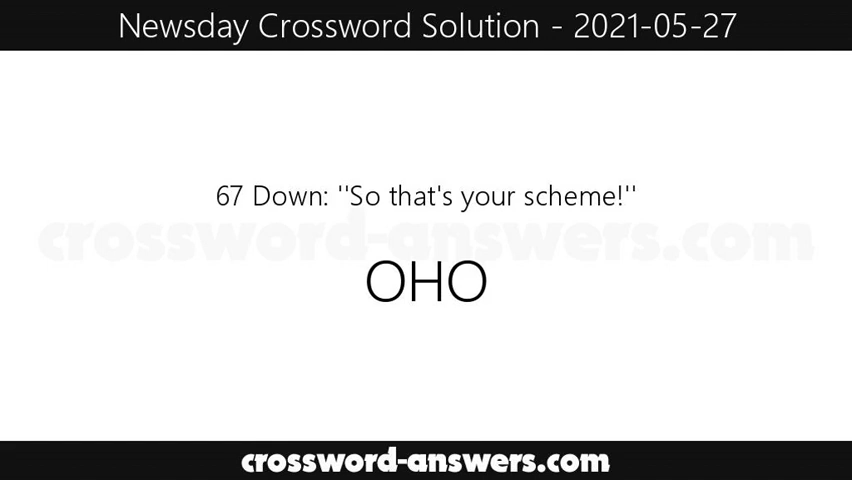 Newsday Crossword Solution - 2021-05-27
67 Down: ''So that's your scheme!''
crossword-answers.com
OHO
crossword-answers.com